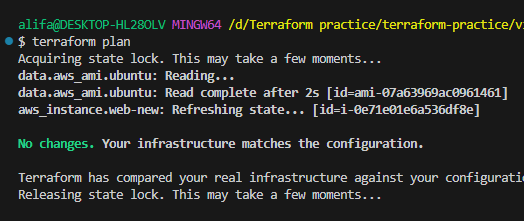 alifa@DESKTOP-HL28OLV MINGW64 /d/Terraform practice/terraform-practice/
$ terraform plan
Acquiring state lock. This may take a few moments...
data.aws_ami.ubuntu: Reading...
data.aws_ami.ubuntu: Read complete after 2s [id=ami-07a63969ac0961461]
aws_instance.web-new: Refreshing state... [id=i-0e71e01e6a536df8e]
No changes. Your infrastructure matches the configuration.
Terraform has compared your real infrastructure against your configuratio
Releasing state lock. This may take a few moments...